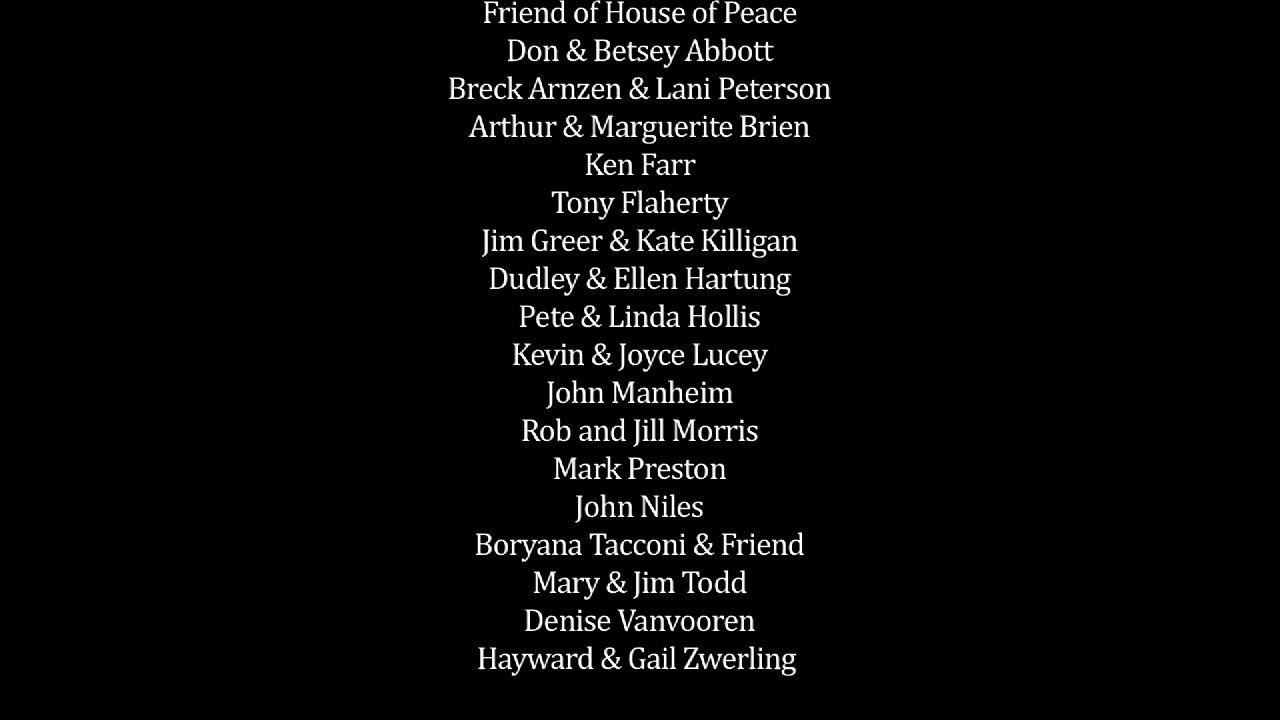 Friend of House of Peace
Don & Betsey Abbott
Breck Arnzen & Lani Peterson
Arthur & Marguerite Brien
Ken Farr
Tony Flaherty
Jim Greer & Kate Killigan
Dudley & Ellen Hartung
Pete & Linda Hollis
Kevin & Joyce Lucey
John Manheim
Rob and Jill Morris
Mark Preston
John Niles
Boryana Tacconi & Friend
Mary & Jim Todd
Denise Vanvooren
Hayward & Gail Zwerling